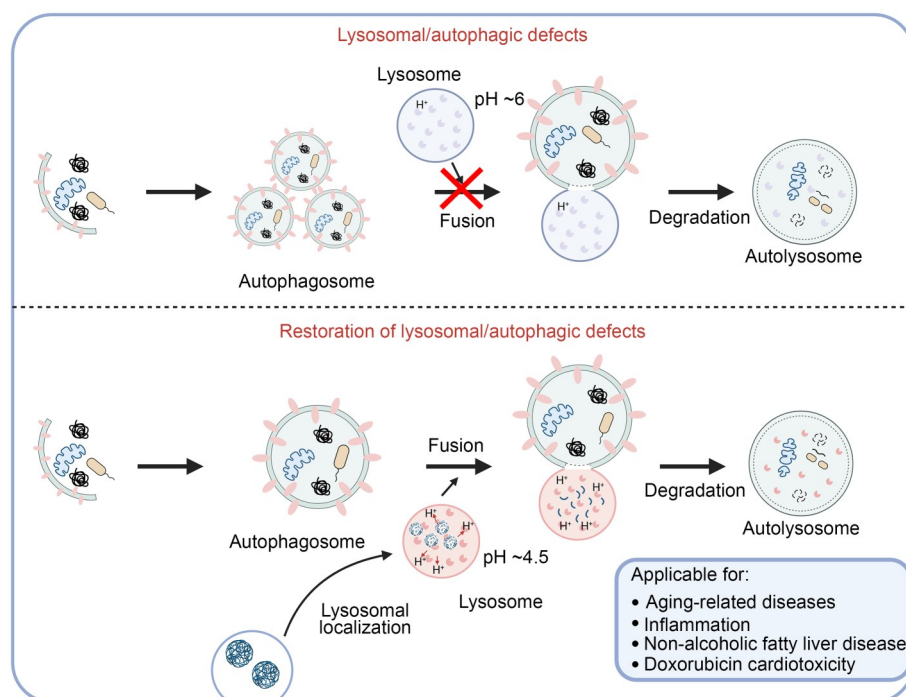 Lysosomal/autophagic defects
Lysosome
H⁺
pH ~6
Fusion
H⁺
Degradation
Autophagosome
Autolysosome
Restoration of lysosomal/autophagic defects
Fusion
Degradation
Autophagosome
Autolysosome
H⁺
H⁺
H⁺
H⁺
H⁺ H⁺
H⁺ H⁺
pH ~4.5
Lysosome
Lysosomal
localization
Applicable for:
• Aging-related diseases
• Inflammation
• Non-alcoholic fatty liver disease
• Doxorubicin cardiotoxicity